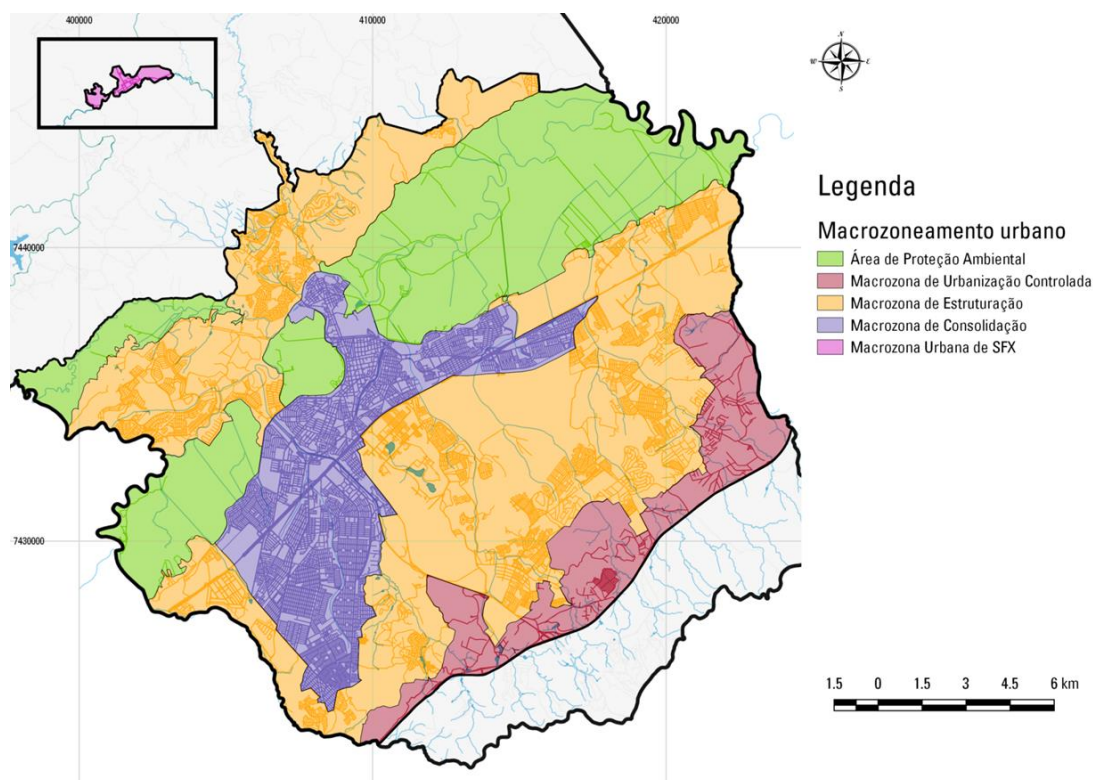 400000
410000
420000
N
W
E
S
7440000
7430000
Legenda
Macrozoneamento urbano
Área de Proteção Ambiental
Macrozona de Urbanização Controlada
Macrozona de Estruturação
Macrozona de Consolidação
Macrozona Urbana de SFX
1.5 0 1.5 3 4.5 6 km